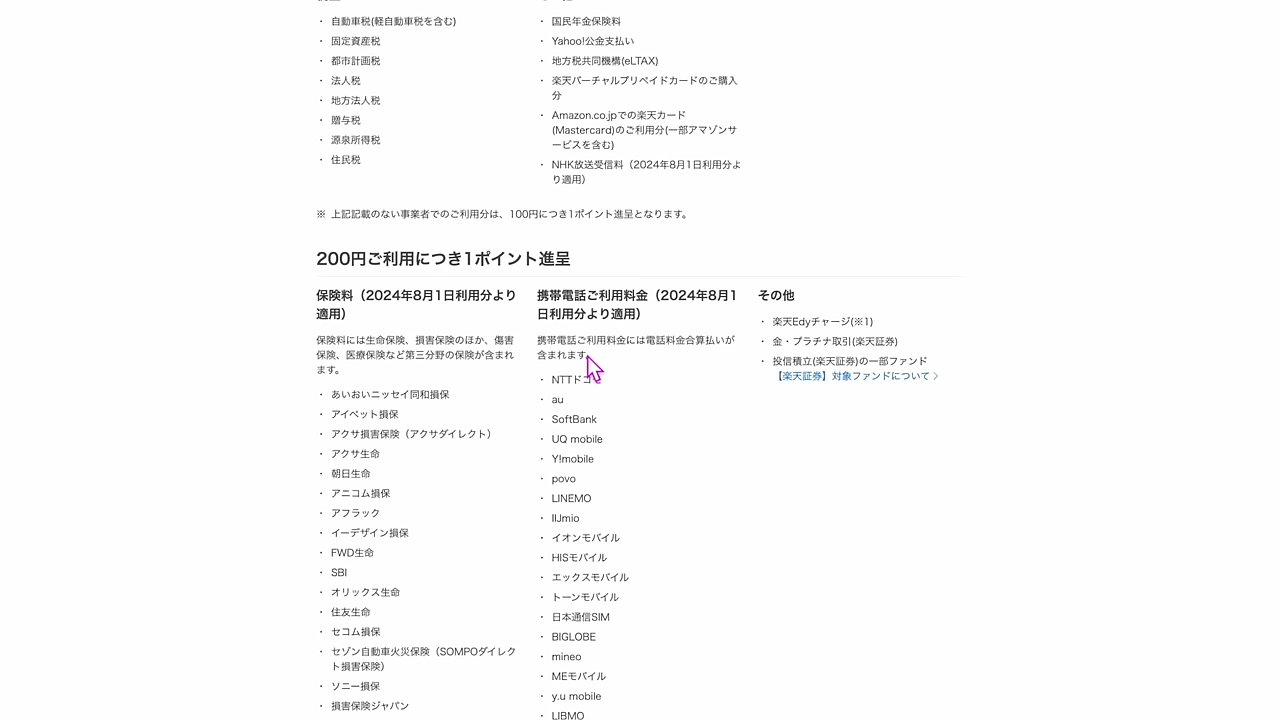 ・ 自動車税(軽自動車税を含む)
・ 固定資産税
・ 都市計画税
・ 法人税
・ 地方法人税
・ 贈与税
・ 源泉所得税
・ 住民税
・ 国民年金保険料
・ Yahoo!公金支払い
・ 地方税共同機構(eLTAX)
・ 楽天バーチャルプリペイドカードのご購入
分
・ Amazon.co.jpでの楽天カード
(Mastercard)のご利用分(一部アマゾンサ
ービスを含む)
・ NHK放送受信料（2024年8月1日利用分よ
り適用）
※ 上記記載のない事業者でのご利用分は、100円につき1ポイント進呈となります。
200円ご利用につき1ポイント進呈
保険料（2024年8月1日利用分より
適用）
保険料には生命保険、損害保険のほか、傷害
保険、医療保険など第三分野の保険が含まれ
ます。
・ あいおいニッセイ同和損保
・ アイペット損保
・ アクサ損害保険（アクサダイレクト）
・ アクサ生命
・ 朝日生命
・ アニコム損保
・ アフラック
・ イーデザイン損保
・ FWD生命
・ SBI
・ オリックス生命
・ 住友生命
・ セコム損保
・ セゾン自動車火災保険（SOMPOダイレク
ト損害保険）
・ ソニー損保
・ 損害保険ジャパン
携帯電話ご利用料金（2024年8月1
日利用分より適用）
携帯電話ご利用料金には電話料金合算払いが
含まれます。
・ NTTドコモ
・ au
・ SoftBank
・ UQ mobile
・ Y!mobile
・ povo
・ LINEMO
・ IIJmio
・ イオンモバイル
・ HISモバイル
・ エックスモバイル
・ トーンモバイル
・ 日本通信SIM
・ BIGLOBE
・ mineo
・ MEモバイル
・ y.u mobile
・ LIBMO
その他
・ 楽天Edyチャージ(※1)
・ 金・プラチナ取引(楽天証券)
・ 投信積立(楽天証券)の一部ファンド
【楽天証券】対象ファンドについて